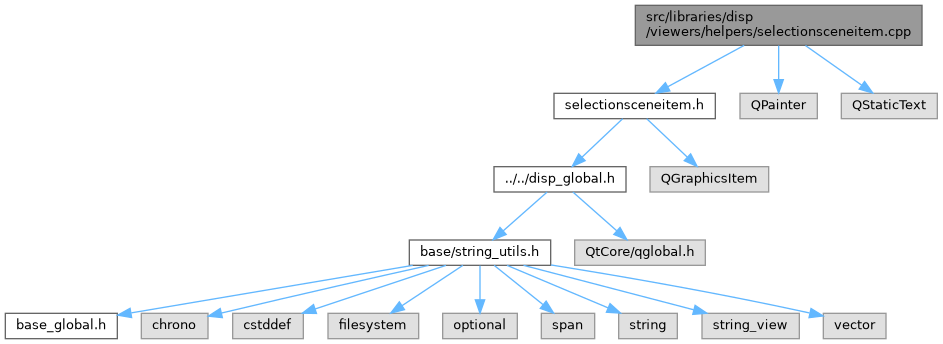 src/libraries/disp
/viewers/helpers/selectionsceneitem.cpp
selectionsceneitem.h
QPainter
QStaticText
../../disp_global.h
QGraphicsItem
base/string_utils.h
QtCore/qglobal.h
base_global.h
chrono
cstddef
filesystem
optional
span
string
string_view
vector